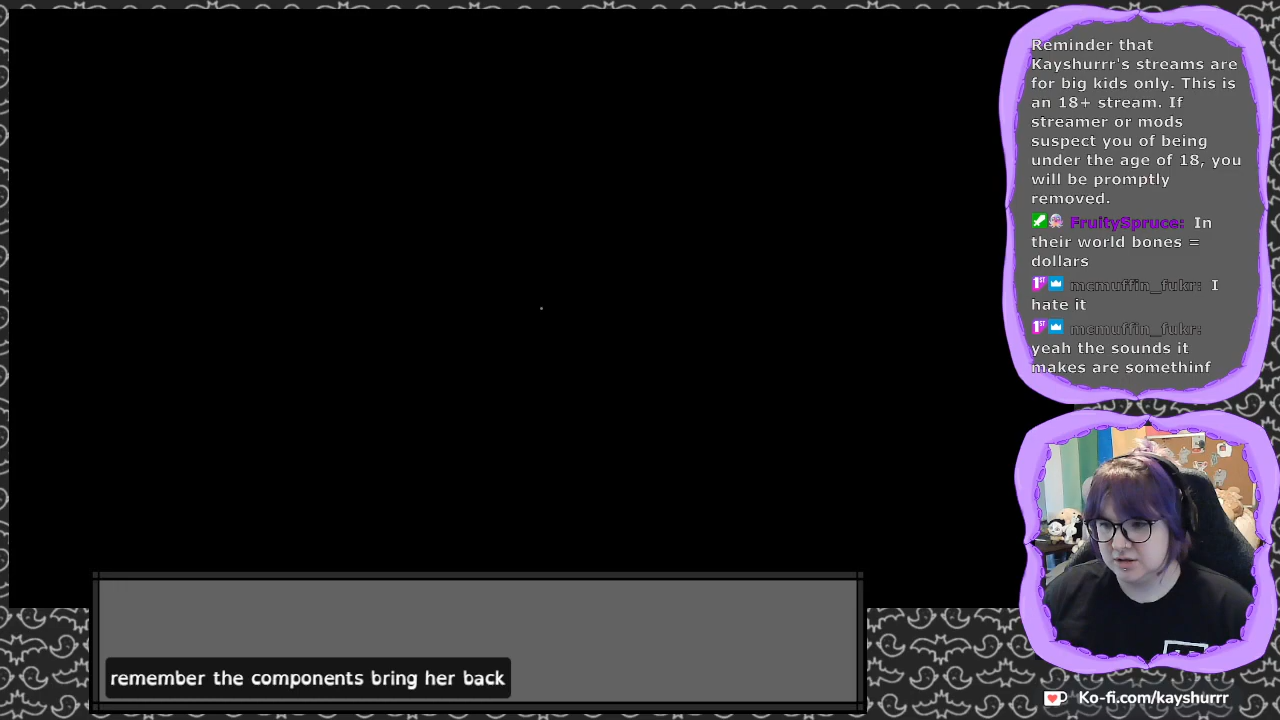 Reminder that
Kayshurrr's streams are
for big kids only. This is
an 18+ stream. If
streamer or mods
suspect you of being
under the age of 18, you
will be promptly
removed.
FruitySpruce: In
their world bones =
dollars
1ST mcmuffin_fukr: I
hate it
1ST mcmuffin_fukr:
yeah the sounds it
makes are somethinf
remember the components bring her back
Ko-fi.com/kayshurrr